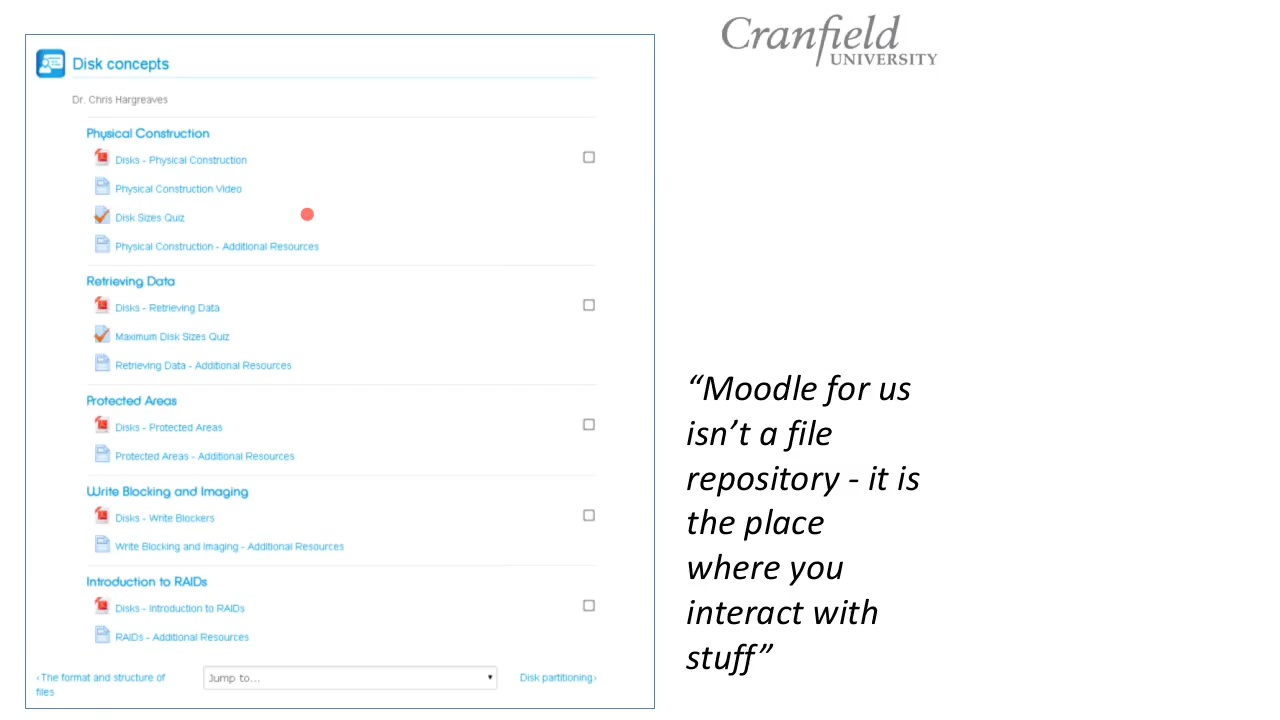 Disk concepts
Dr. Chris Hargreaves
Physical Construction
Disks - Physical Construction
Physical Construction Video
Disk Sizes Quiz
Physical Construction - Additional Resources
Retrieving Data
Disks - Retrieving Data
Maximum Disk Sizes Quiz
Retrieving Data - Additional Resources
Protected Areas
Disks - Protected Areas
Protected Areas - Additional Resources
Write Blocking and Imaging
Disks - Write Blockers
Write Blocking and Imaging - Additional Resources
Introduction to RAIDs
Disks - Introduction to RAIDs
RAIDs - Additional Resources
‹The format and structure of
files
Jump to...
Disk partitioning›
Cranfield
UNIVERSITY
“Moodle for us
isn’t a file
repository - it is
the place
where you
interact with
stuff”